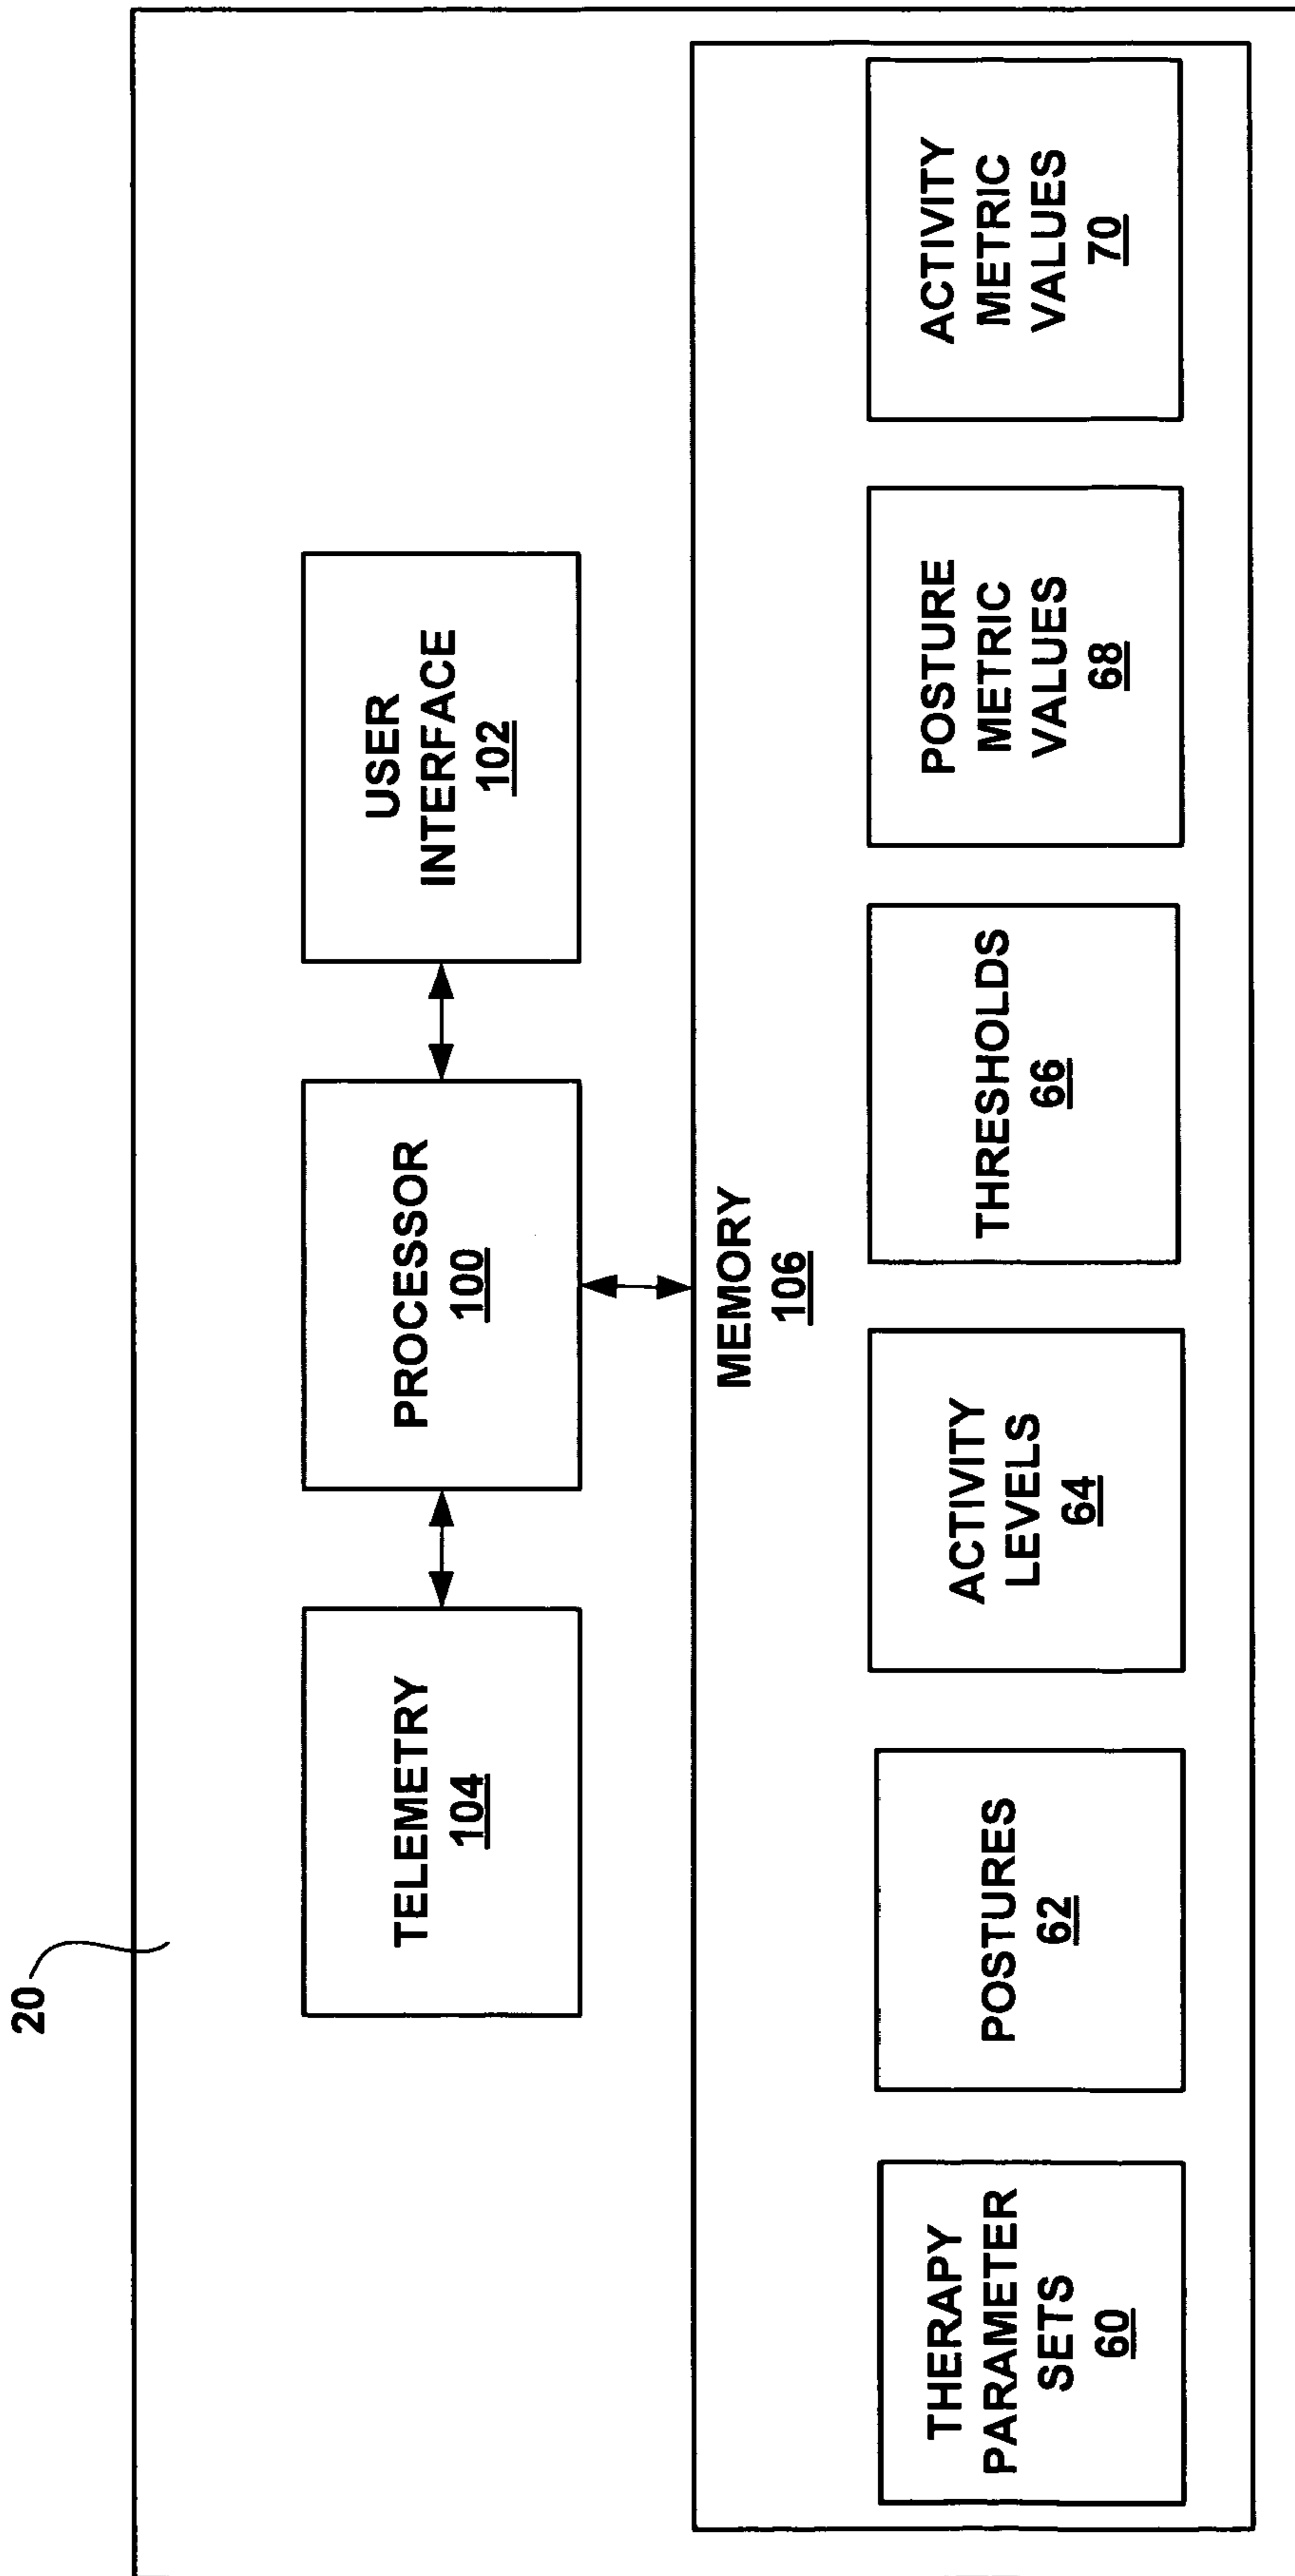 20
TELEMETRY
104
PROCESSOR
100
USER
INTERFACE
102
MEMORY
106
THERAPY
PARAMETER
SETS
60
POSTURES
62
ACTIVITY
LEVELS
64
THRESHOLDS
66
POSTURE
METRIC
VALUES
68
ACTIVITY
METRIC
VALUES
70